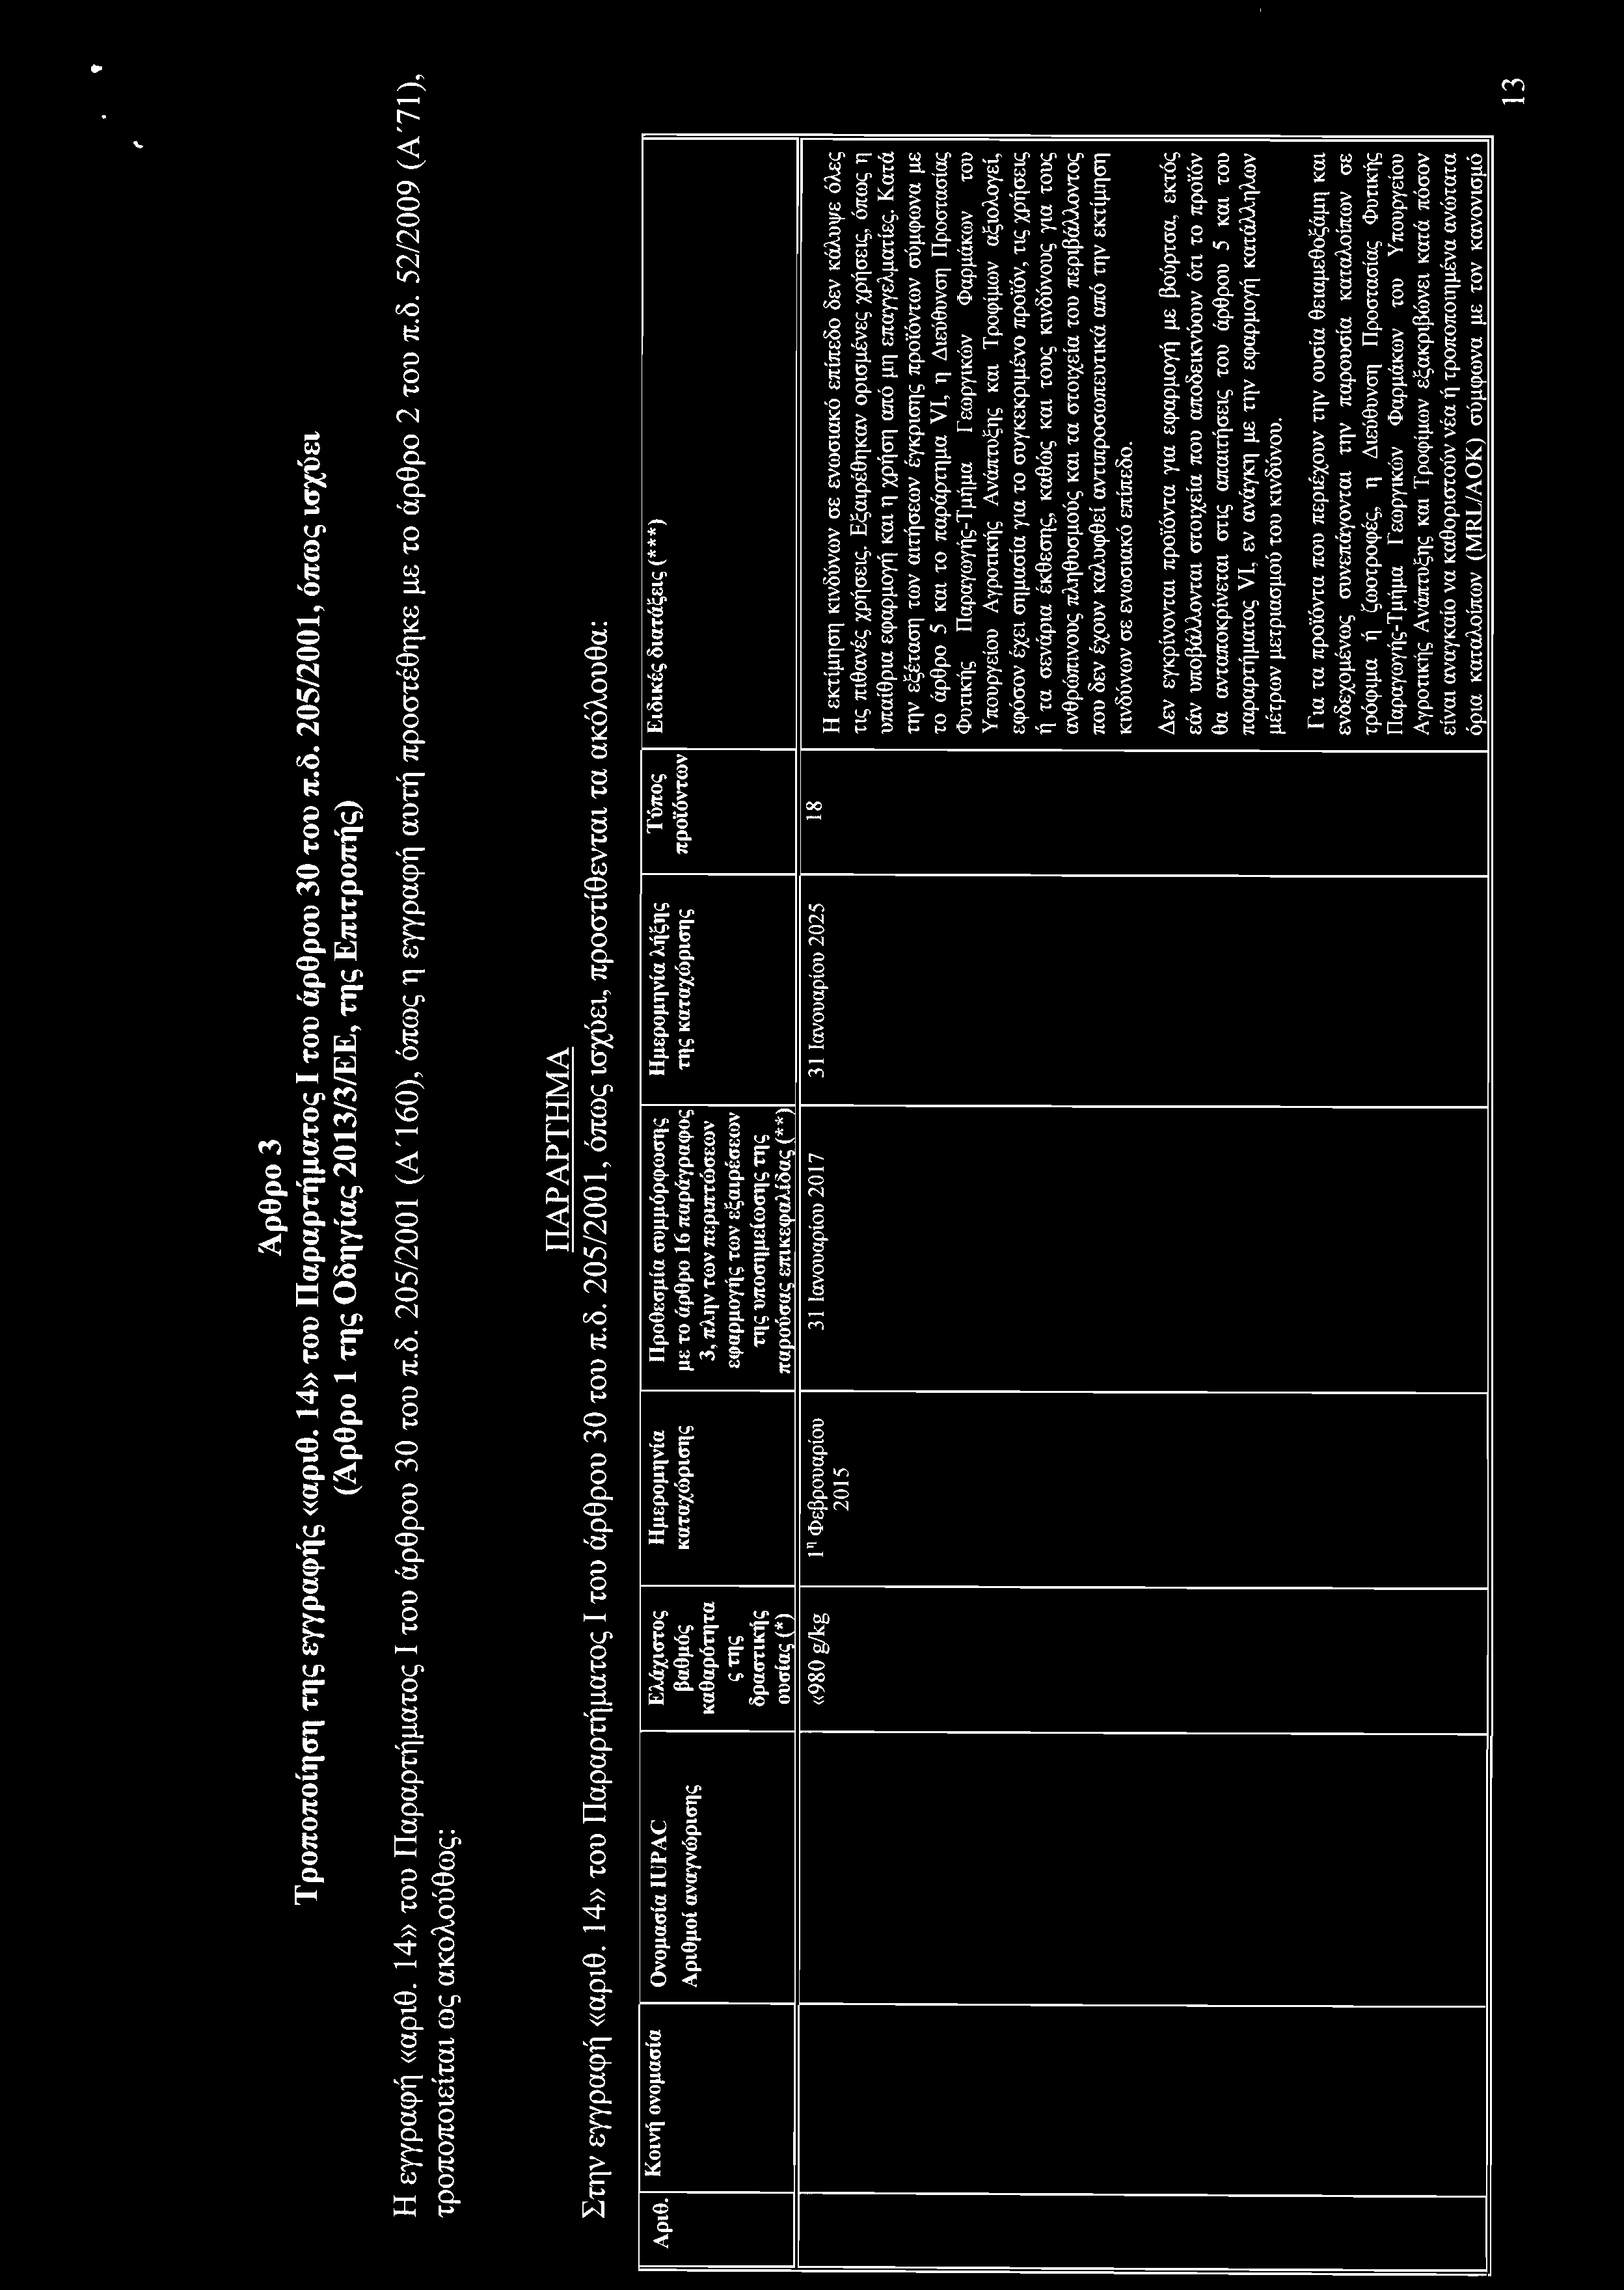 Άρθρο 3
Τροποποίηση της εγγραφής «αριθ. 14» του Παραρτήματος Ι του άρθρου 30 του π.δ. 205/2001, όπως ισχύει
(Άρθρο 1 της Οδηγίας 2013/3/ΕΕ, της Επιτροπής)
Η εγγραφή «αριθ. 14» του Παραρτήματος Ι του άρθρου 30 του π.δ. 205/2001 (Α΄160), όπως η εγγραφή αυτή προστέθηκε με το άρθρο 2 του π.δ. 52/2009 (Α΄71),
τροποποιείται ως ακολούθως:
ΠΑΡΑΡΤΗΜΑ
Στην εγγραφή «αριθ. 14» του Παραρτήματος Ι του άρθρου 30 του π.δ. 205/2001, όπως ισχύει, προστίθενται τα ακόλουθα:
Αριθ.
Κοινή ονομασία
Ονομασία IUPAC
Αριθμοί αναγνώρισης
Ελάχιστος
βαθμός
καθαρότητα
ς της
δραστικής
ουσίας (*)
Ημερομηνία
καταχώρισης
Προθεσμία συμμόρφωσης
με το άρθρο 16 παράγραφος
3, πλην των περιπτώσεων
εφαρμογής των εξαιρέσεων
της υποσημείωσης της
παρούσας επικεφαλίδας (**)
Ημερομηνία λήξης
της καταχώρισης
Τύπος
προϊόντων
Ειδικές διατάξεις (***)
«980 g/kg
1η Φεβρουαρίου
2015
31 Ιανουαρίου 2017
31 Ιανουαρίου 2025
18
Η εκτίμηση κινδύνων σε ενωσιακό επίπεδο δεν κάλυψε όλες
τις πιθανές χρήσεις. Εξαιρέθηκαν ορισμένες χρήσεις, όπως η
υπαίθρια εφαρμογή και η χρήση από μη επαγγελματίες. Κατά
την εξέταση των αιτήσεων έγκρισης προϊόντων σύμφωνα με
το άρθρο 5 και το παράρτημα VI, η Διεύθυνση Προστασίας
Φυτικής Παραγωγής-Τμήμα Γεωργικών Φαρμάκων του
Υπουργείου Αγροτικής Ανάπτυξης και Τροφίμων αξιολογεί,
εφόσον έχει σημασία για το συγκεκριμένο προϊόν, τις χρήσεις
ή τα σενάρια έκθεσης, καθώς και τους κινδύνους για τους
ανθρώπινους πληθυσμούς και τα στοιχεία του περιβάλλοντος
που δεν έχουν καλυφθεί αντιπροσωπευτικά από την εκτίμηση
κινδύνων σε ενωσιακό επίπεδο.
Δεν εγκρίνονται προϊόντα για εφαρμογή με βούρτσα, εκτός
εάν υποβάλλονται στοιχεία που αποδεικνύουν ότι το προϊόν
θα ανταποκρίνεται στις απαιτήσεις του άρθρου 5 και του
παραρτήματος VI, εν ανάγκη με την εφαρμογή κατάλληλων
μέτρων μετριασμού του κινδύνου.
Για τα προϊόντα που περιέχουν την ουσία θειαμεθοξάμη και
ενδεχομένως συνεπάγονται την παρουσία καταλοίπων σε
τρόφιμα ή ζωοτροφές, η Διεύθυνση Προστασίας Φυτικής
Παραγωγής-Τμήμα Γεωργικών Φαρμάκων του Υπουργείου
Αγροτικής Ανάπτυξης και Τροφίμων εξακριβώνει κατά πόσον
είναι αναγκαίο να καθοριστούν νέα ή τροποποιημένα ανώτατα
όρια καταλοίπων (MRL/ΑΟΚ) σύμφωνα με τον κανονισμό
13